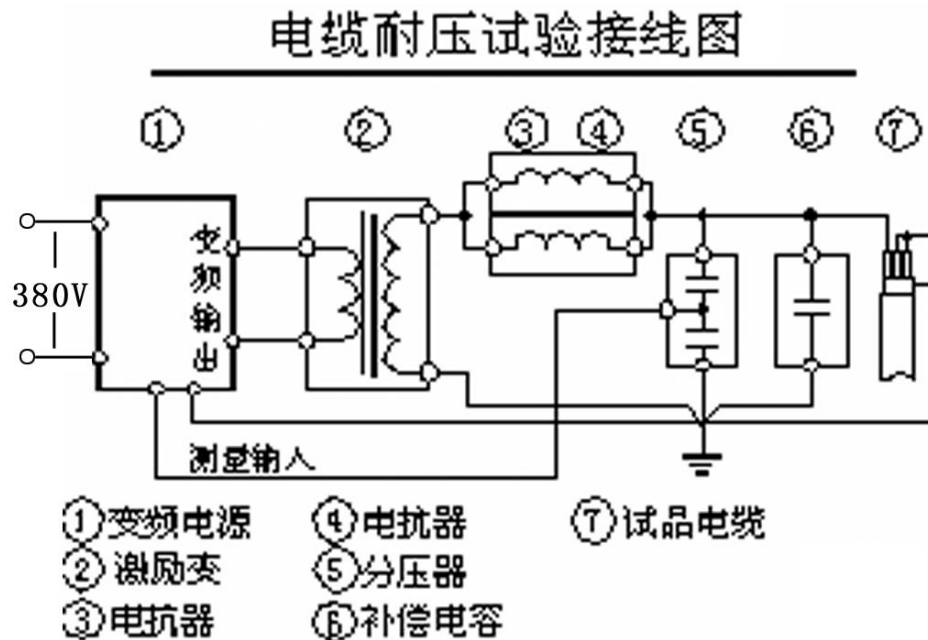 电缆耐压试验接线图
① ② ③ ④ ⑤ ⑥ ⑦
变频输出
380V
测量输入
①变频电源 ④电抗器 ⑦试品电缆
②激励变 ⑤分压器
③电抗器 ⑥补偿电容